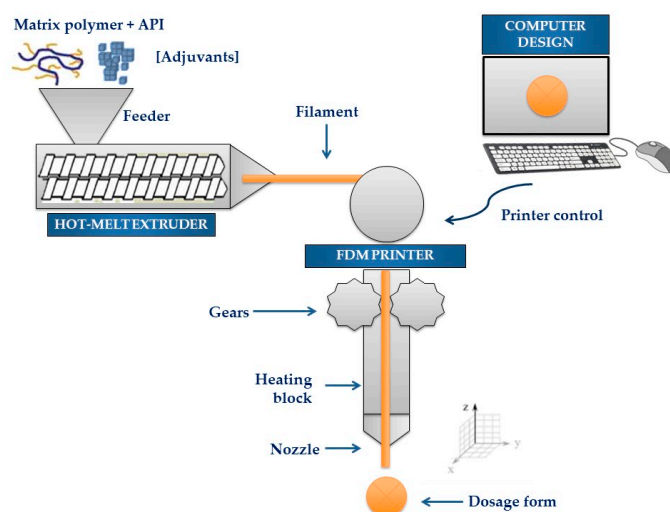 Matrix polymer + API
[Adjuvants]
Feeder
HOT-MELT EXTRUDER
Filament
COMPUTER
DESIGN
Printer control
FDM PRINTER
Gears
Heating
block
Nozzle
z
y
x
Dosage form